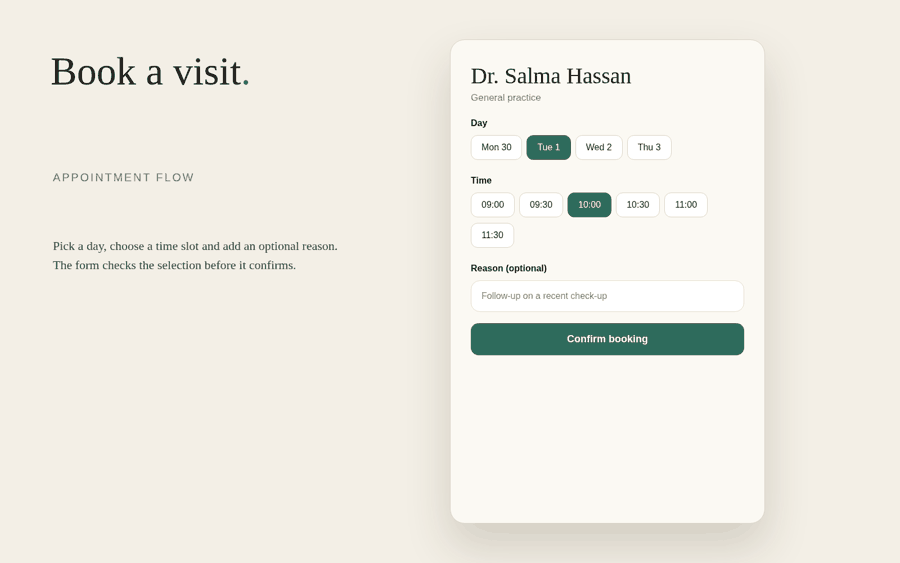 Book a visit.
APPOINTMENT FLOW
Pick a day, choose a time slot and add an optional reason.
The form checks the selection before it confirms.
Dr. Salma Hassan
General practice
Day
Mon 30 Tue 1 Wed 2 Thu 3
Time
09:00 09:30 10:00 10:30 11:00
11:30
Reason (optional)
Follow-up on a recent check-up
Confirm booking